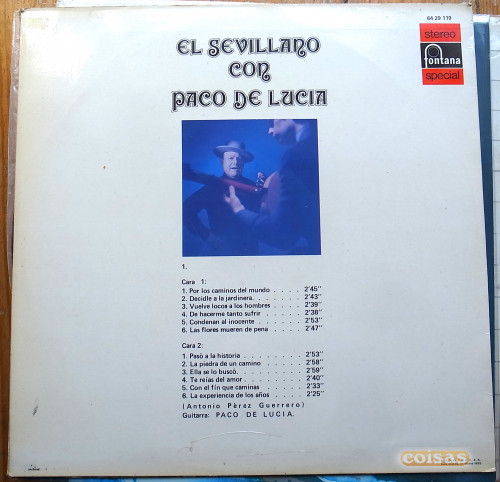 64 29 119
stereo
fontana
special
EL SEVILLANO
CON
PACO DE LUCIA
1.
Cara 1:
1. Por los caminos del mundo . . . . 2'45"
2. Decidle a la jardinera. . . . . . . 2'43"
3. Vuelve locos a los hombres . . . . 2'39"
4. De hacerme tanto sufrir . . . . . 2'38"
5. Condenan al inocente . . . . . . 2'53"
6. Las flores mueren de pena . . . . 2'47"
Cara 2:
1. Pasó a la historia . . . . . . . . 2'53"
2. La piedra de un camino . . . . . 2'58"
3. Ella se lo buscó. . . . . . . . . 2'59"
4. Te reías del amor . . . . . . . . 2'40"
5. Con el fin que caminas . . . . . 2'33"
6. La experiencia de los años . . . . 2'25"
(Antonio Pèrez Guerrero)
Guitarra: PACO DE LUCIA.
coisas